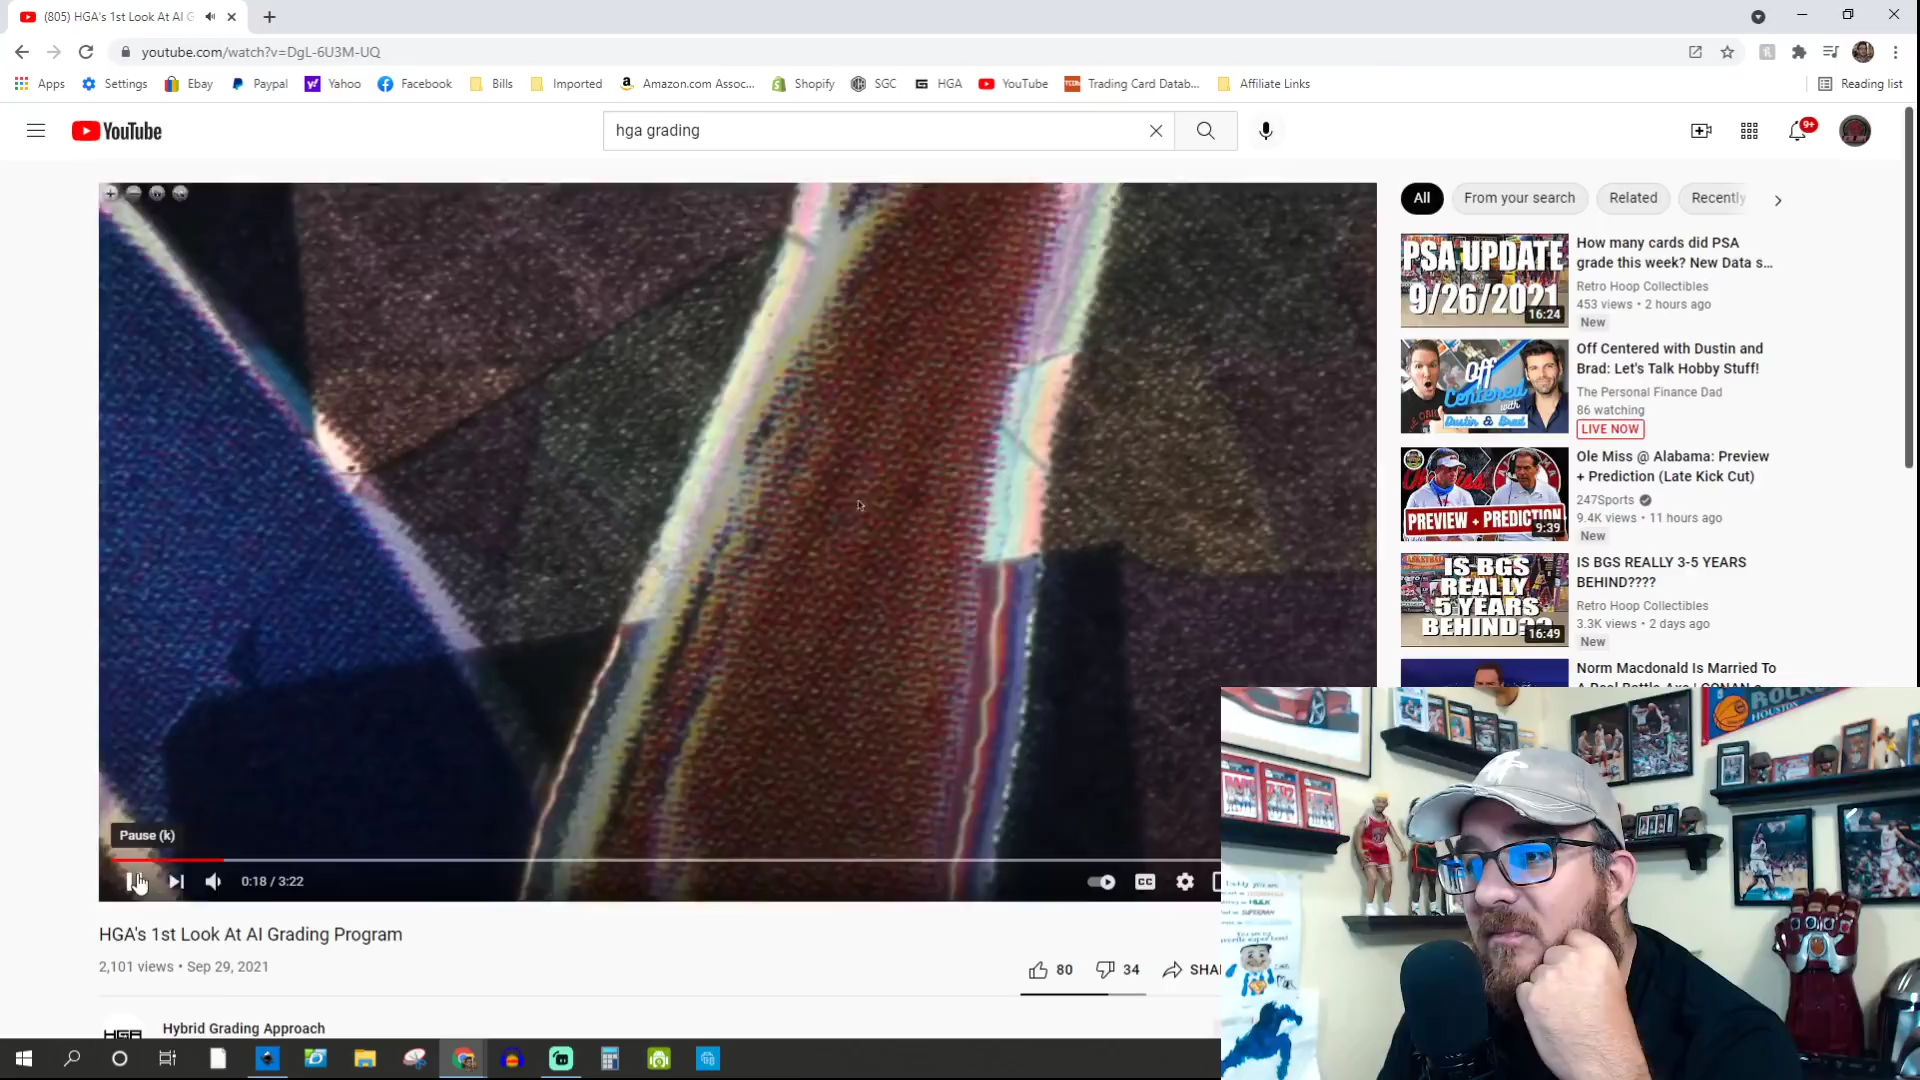 (805) HGA's 1st Look At AI G
youtube.com/watch?v=DgL-6U3M-UQ
Apps Settings Ebay Paypal Yahoo Facebook Bills Imported Amazon.com Assoc... Shopify SGC HGA YouTube Trading Card Datab... Affiliate Links Reading list
YouTube
hga grading
9+
All From your search Related Recently
PSA UPDATE
9/26/2021
16:24
How many cards did PSA
grade this week? New Data s...
Retro Hoop Collectibles
453 views • 2 hours ago
New
Off
Centered
with
Dustin & Brad
Off Centered with Dustin and
Brad: Let's Talk Hobby Stuff!
The Personal Finance Dad
86 watching
LIVE NOW
PREVIEW + PREDICTION
9:39
Ole Miss @ Alabama: Preview
+ Prediction (Late Kick Cut)
247Sports
9.4K views • 11 hours ago
New
IS BGS
REALLY
5 YEARS
BEHIND??
16:49
IS BGS REALLY 3-5 YEARS
BEHIND????
Retro Hoop Collectibles
3.3K views • 2 days ago
New
Norm Macdonald Is Married To
ROCKE
HOUSTON
Pause (k)
0:18 / 3:22
CC
HGA's 1st Look At AI Grading Program
2,101 views • Sep 29, 2021
80 34 SHA
HGA
Hybrid Grading Approach